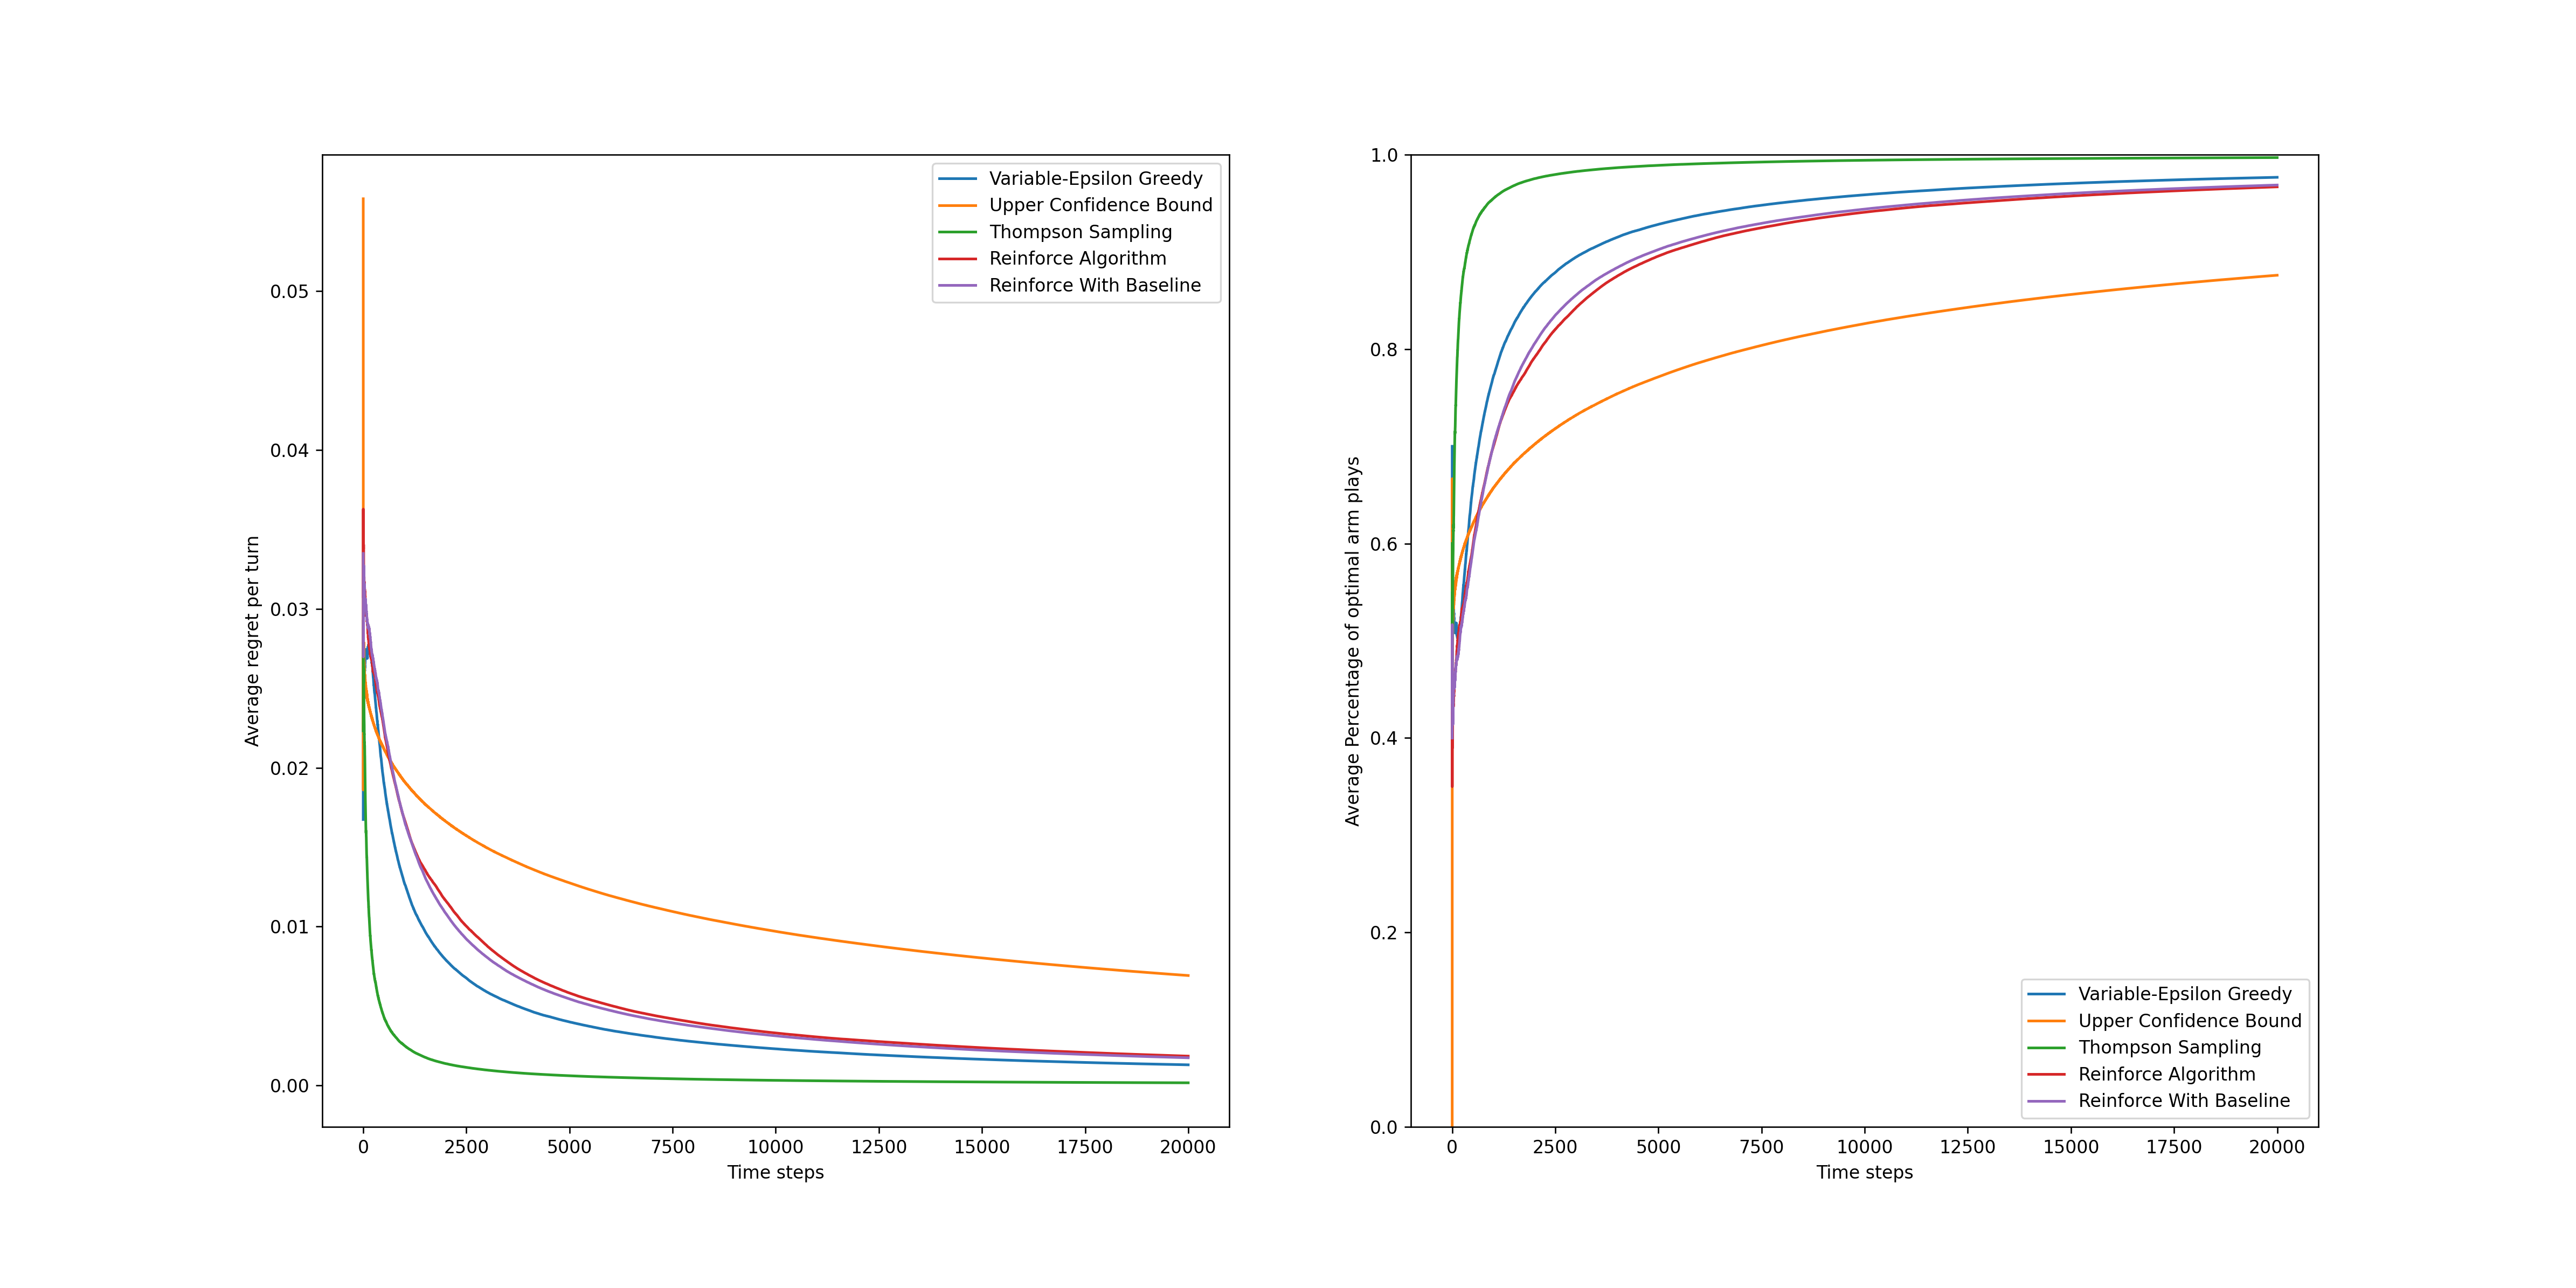 Variable-Epsilon Greedy
Upper Confidence Bound
Thompson Sampling
Reinforce Algorithm
Reinforce With Baseline
0.05
0.04
0.03
0.02
0.01
0.00
Average regret per turn
0 2500 5000 7500 10000 12500 15000 17500 20000
Time steps
1.0
0.8
0.6
0.4
0.2
0.0
Average Percentage of optimal arm plays
Variable-Epsilon Greedy
Upper Confidence Bound
Thompson Sampling
Reinforce Algorithm
Reinforce With Baseline
0 2500 5000 7500 10000 12500 15000 17500 20000
Time steps